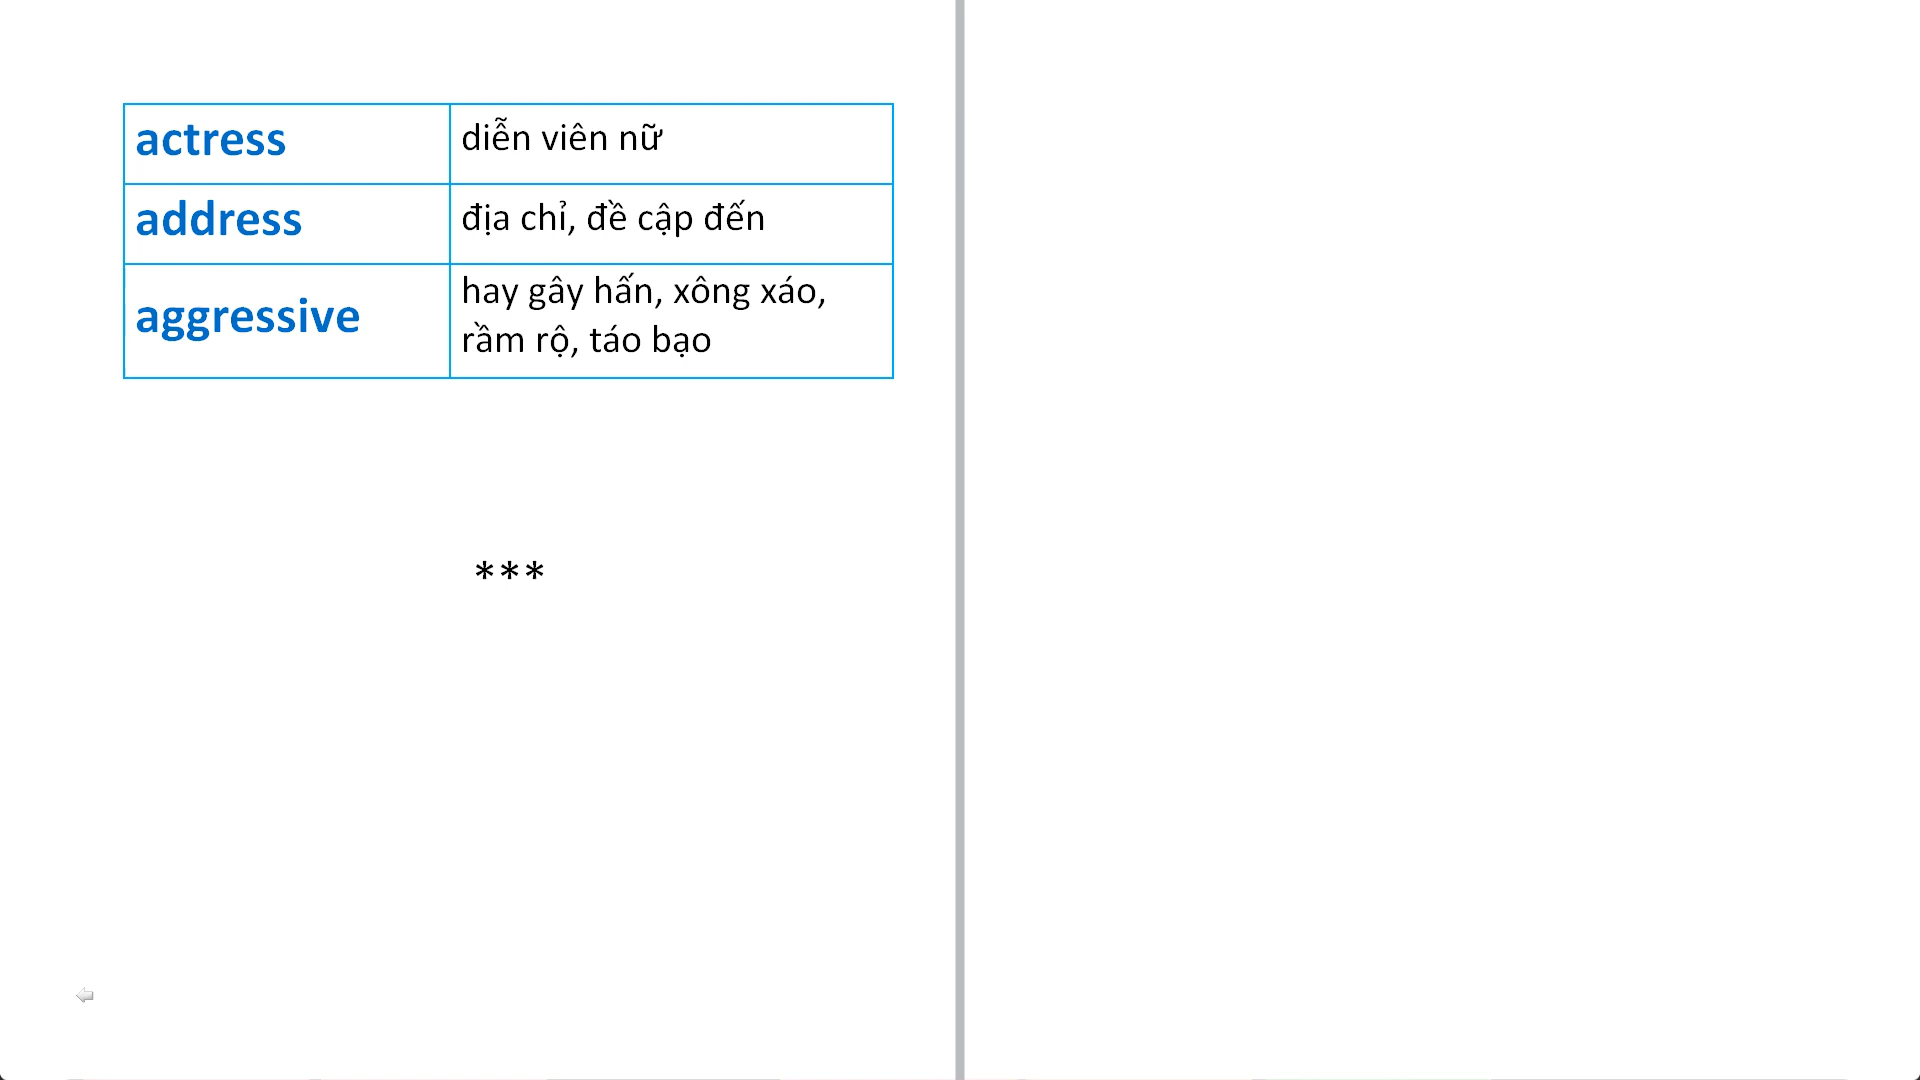 actress
diễn viên nữ
address
địa chỉ, đề cập đến
aggressive
hay gây hấn, xông xáo,
rầm rộ, táo bạo
***